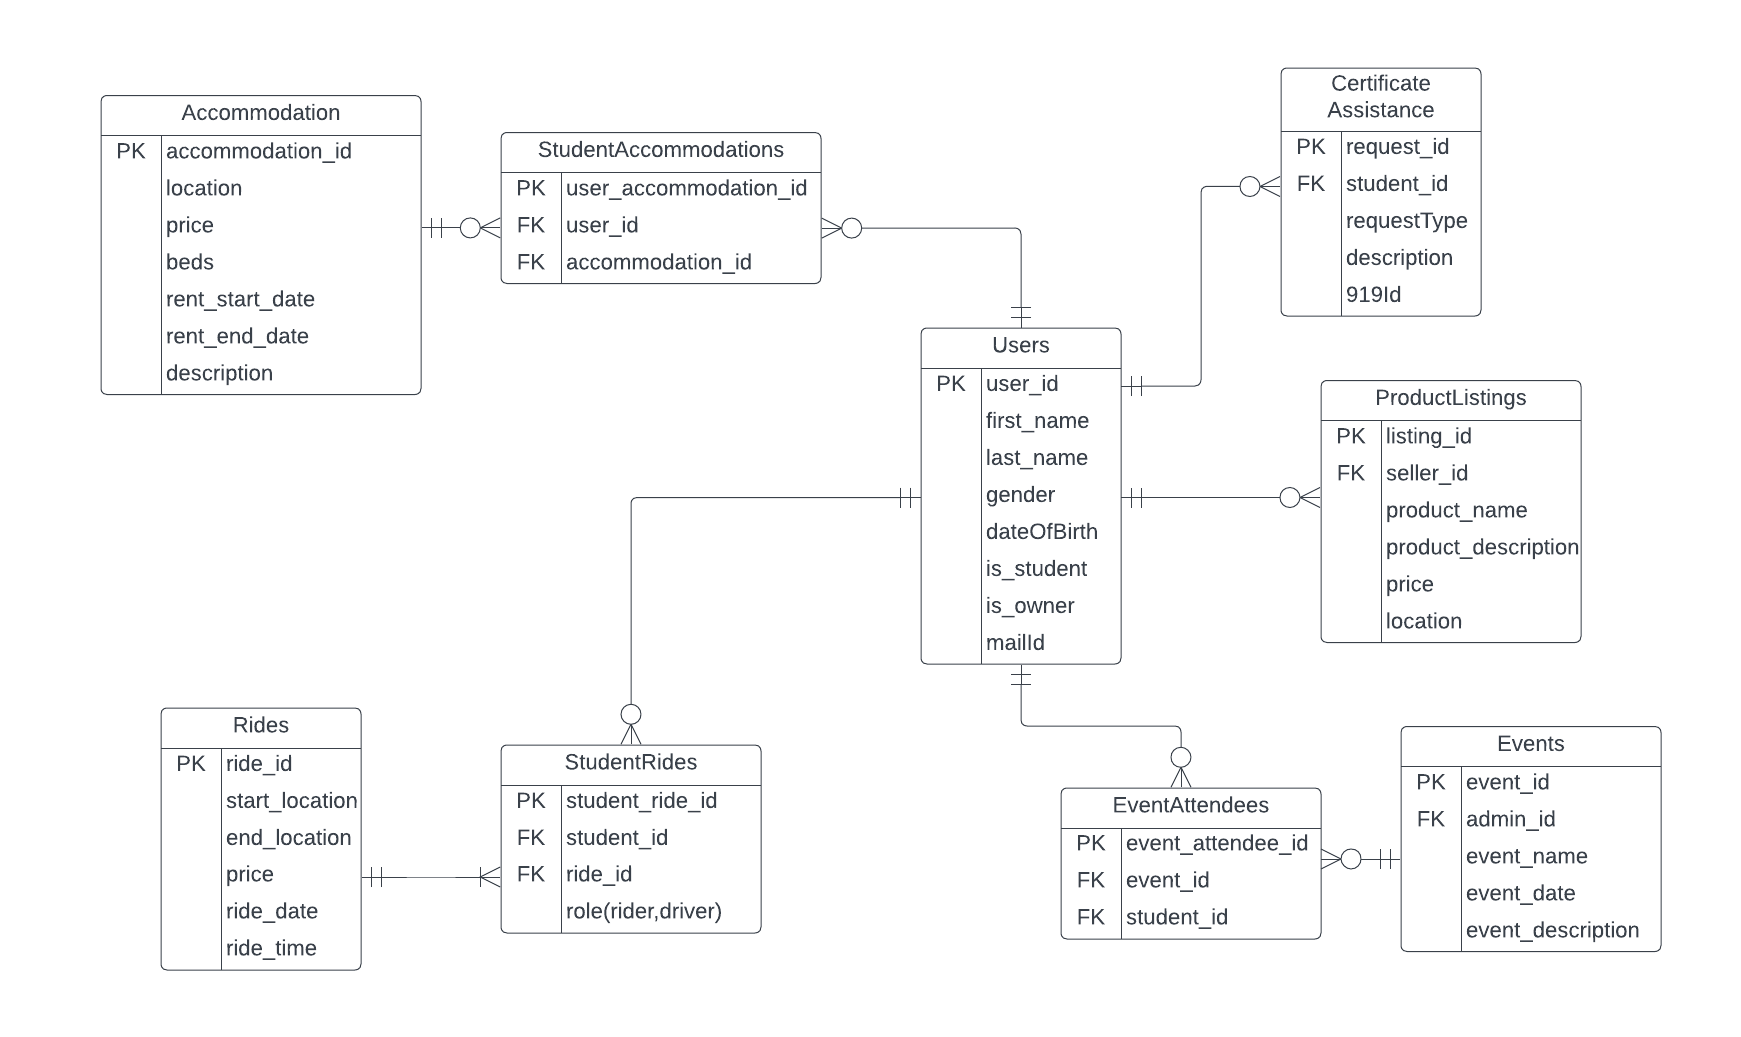 Accommodation
PK accommodation_id
location
price
beds
rent_start_date
rent_end_date
description
StudentAccommodations
PK user_accommodation_id
FK user_id
FK accommodation_id
Certificate
Assistance
PK request_id
FK student_id
requestType
description
919Id
Users
PK user_id
first_name
last_name
gender
dateOfBirth
is_student
is_owner
mailId
ProductListings
PK listing_id
FK seller_id
product_name
product_description
price
location
Rides
PK ride_id
start_location
end_location
price
ride_date
ride_time
StudentRides
PK student_ride_id
FK student_id
FK ride_id
role(rider,driver)
EventAttendees
PK event_attendee_id
FK event_id
FK student_id
Events
PK event_id
FK admin_id
event_name
event_date
event_description